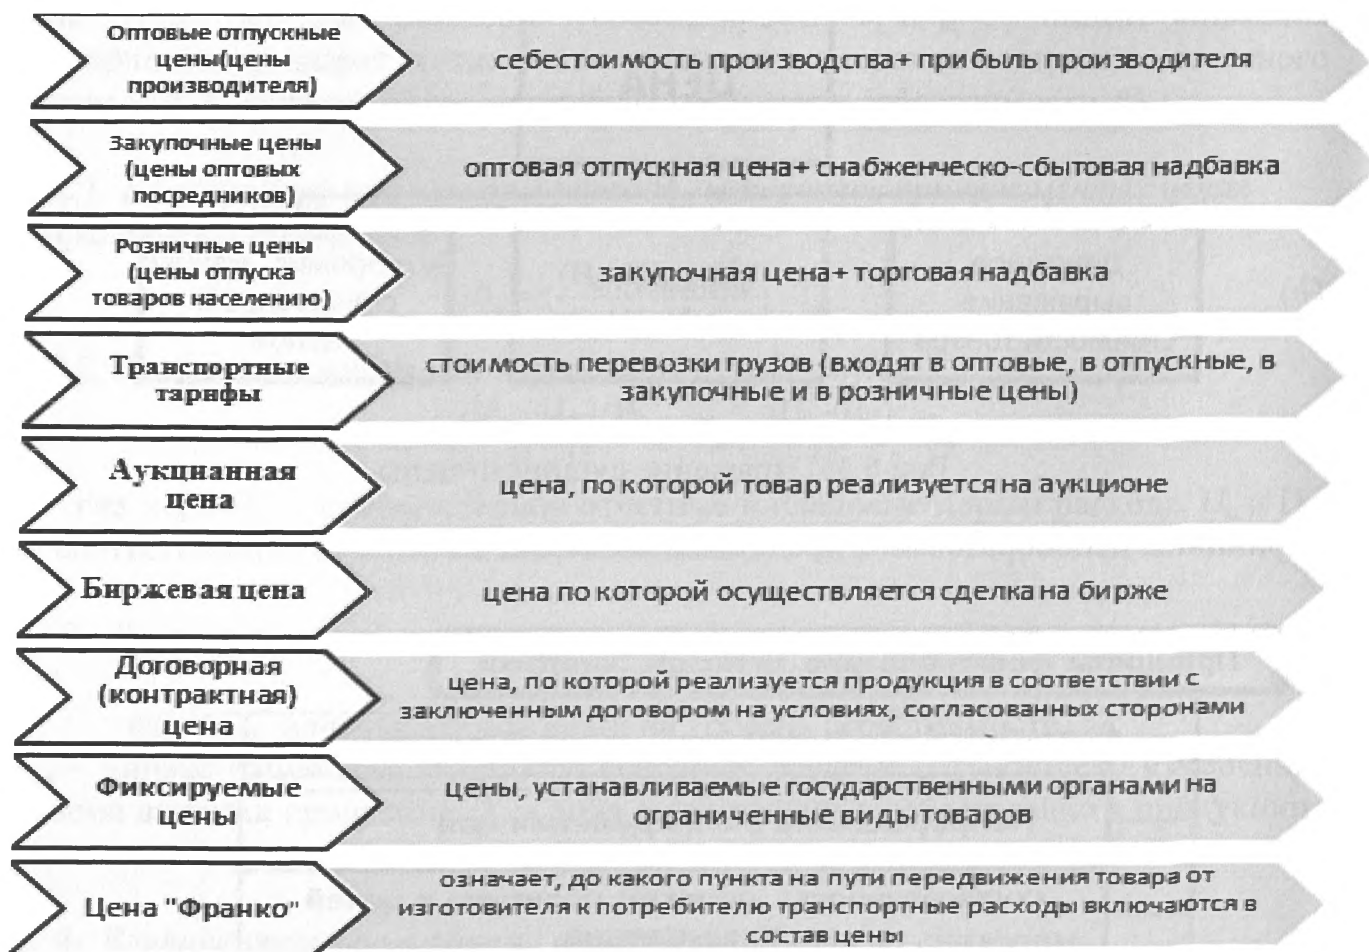 Оптовые отпускные
цены(цены
производителя)
себестоимость производства+ прибыль производителя
Закупочные цены
(цены оптовых
посредников)
оптовая отпускная цена+ снабженческо-сбытовая надбавка
Розничные цены
(цены отпуска
товаров населению)
закупочная цена+ торговая надбавка
Транспортные
тарифы
стоимость перевозки грузов (входят в оптовые, в отпускные, в
закупочные и в розничные цены)
Аукцианная
цена
цена, по которой товар реализуется на аукционе
Биржевая цена
цена по которой осуществляется сделка на бирже
Договорная
(контрактная)
цена
цена, по которой реализуется продукция в соответствии с
заключенным договором на условиях, согласованных сторонами
Фиксируемые
цены
цены, устанавливаемые государственными органами на
ограниченные виды товаров
Цена "Франко"
означает, до какого пункта на пути передвижения товара от
изготовителя к потребителю транспортные расходы включаются в
состав цены